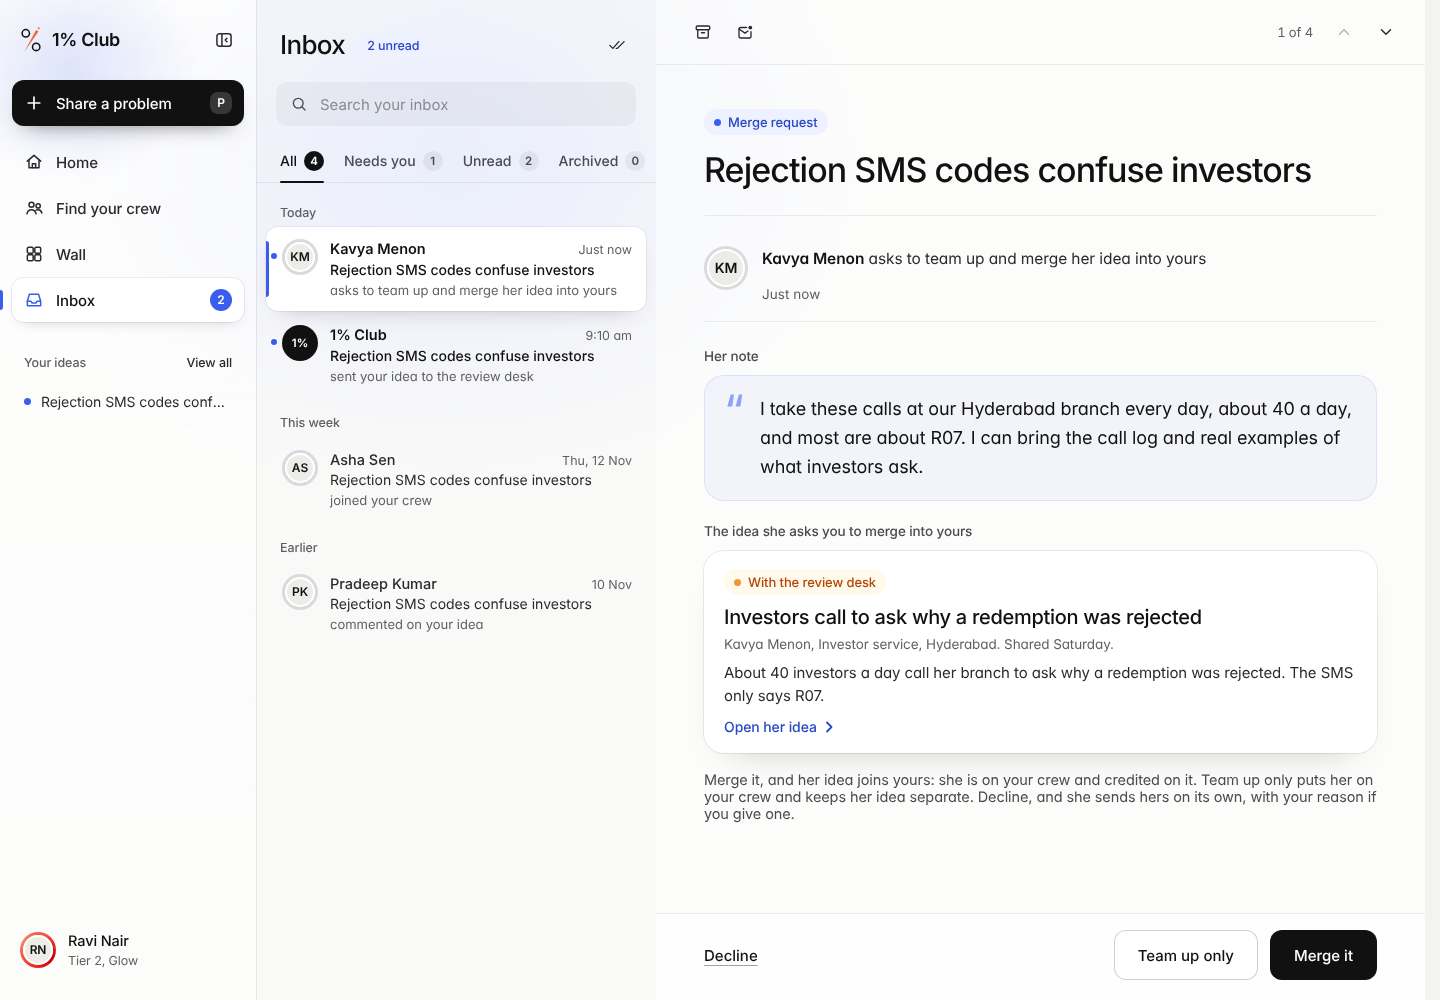 1% Club
Share a problem
P
Home
Find your crew
Wall
Inbox
2
Your ideas
View all
Rejection SMS codes conf...
RN
Ravi Nair
Tier 2, Glow
Inbox
2 unread
Search your inbox
All 4
Needs you 1
Unread 2
Archived 0
Today
KM
Kavya Menon
Just now
Rejection SMS codes confuse investors
asks to team up and merge her idea into yours
1%
1% Club
9:10 am
Rejection SMS codes confuse investors
sent your idea to the review desk
This week
AS
Asha Sen
Thu, 12 Nov
Rejection SMS codes confuse investors
joined your crew
Earlier
PK
Pradeep Kumar
10 Nov
Rejection SMS codes confuse investors
commented on your idea
1 of 4
Merge request
Rejection SMS codes confuse investors
KM
Kavya Menon asks to team up and merge her idea into yours
Just now
Her note
“
I take these calls at our Hyderabad branch every day, about 40 a day,
and most are about R07. I can bring the call log and real examples of
what investors ask.
The idea she asks you to merge into yours
With the review desk
Investors call to ask why a redemption was rejected
Kavya Menon, Investor service, Hyderabad. Shared Saturday.
About 40 investors a day call her branch to ask why a redemption was rejected. The SMS
only says R07.
Open her idea
Merge it, and her idea joins yours: she is on your crew and credited on it. Team up only puts her on
your crew and keeps her idea separate. Decline, and she sends hers on its own, with your reason if
you give one.
Decline
Team up only
Merge it